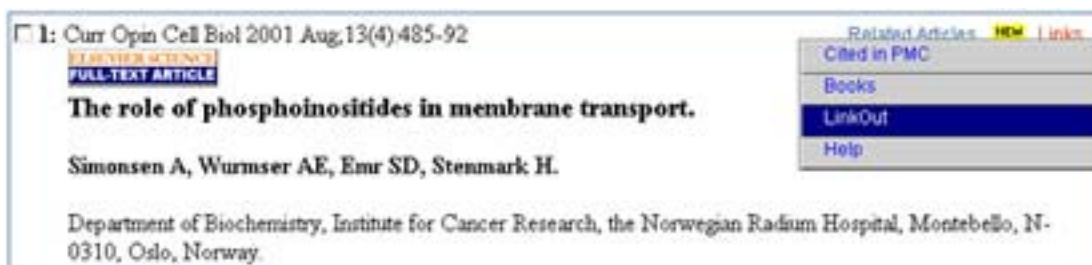 1: Curr Opin Cell Biol 2001 Aug;13(4):485-92
Related Articles NEW Links
ELSEVIER SCIENCE
FULL-TEXT ARTICLE
Cited in PMC
Books
LinkOut
Help
The role of phosphoinositides in membrane transport.
Simonsen A, Wurmser AE, Emr SD, Stenmark H.
Department of Biochemistry, Institute for Cancer Research, the Norwegian Radium Hospital, Montebello, N-
0310, Oslo, Norway.